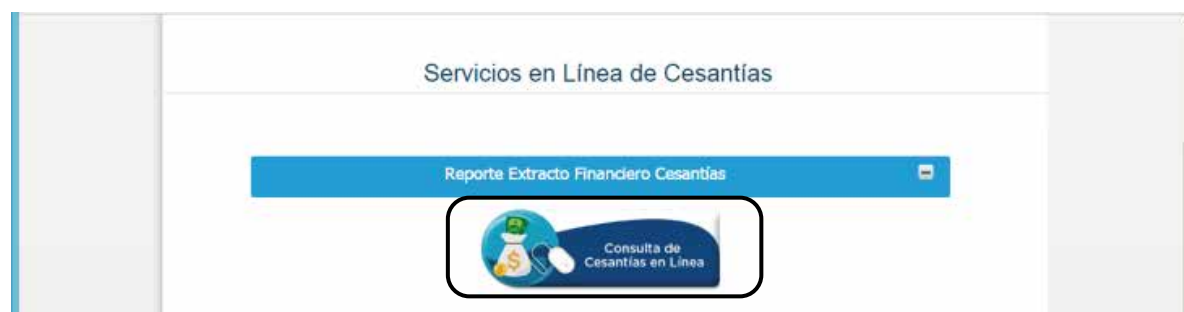 Servicios en Línea de Cesantías
Reporte Extracto Financiero Cesantías
$
Consulta de
Cesantías en Línea